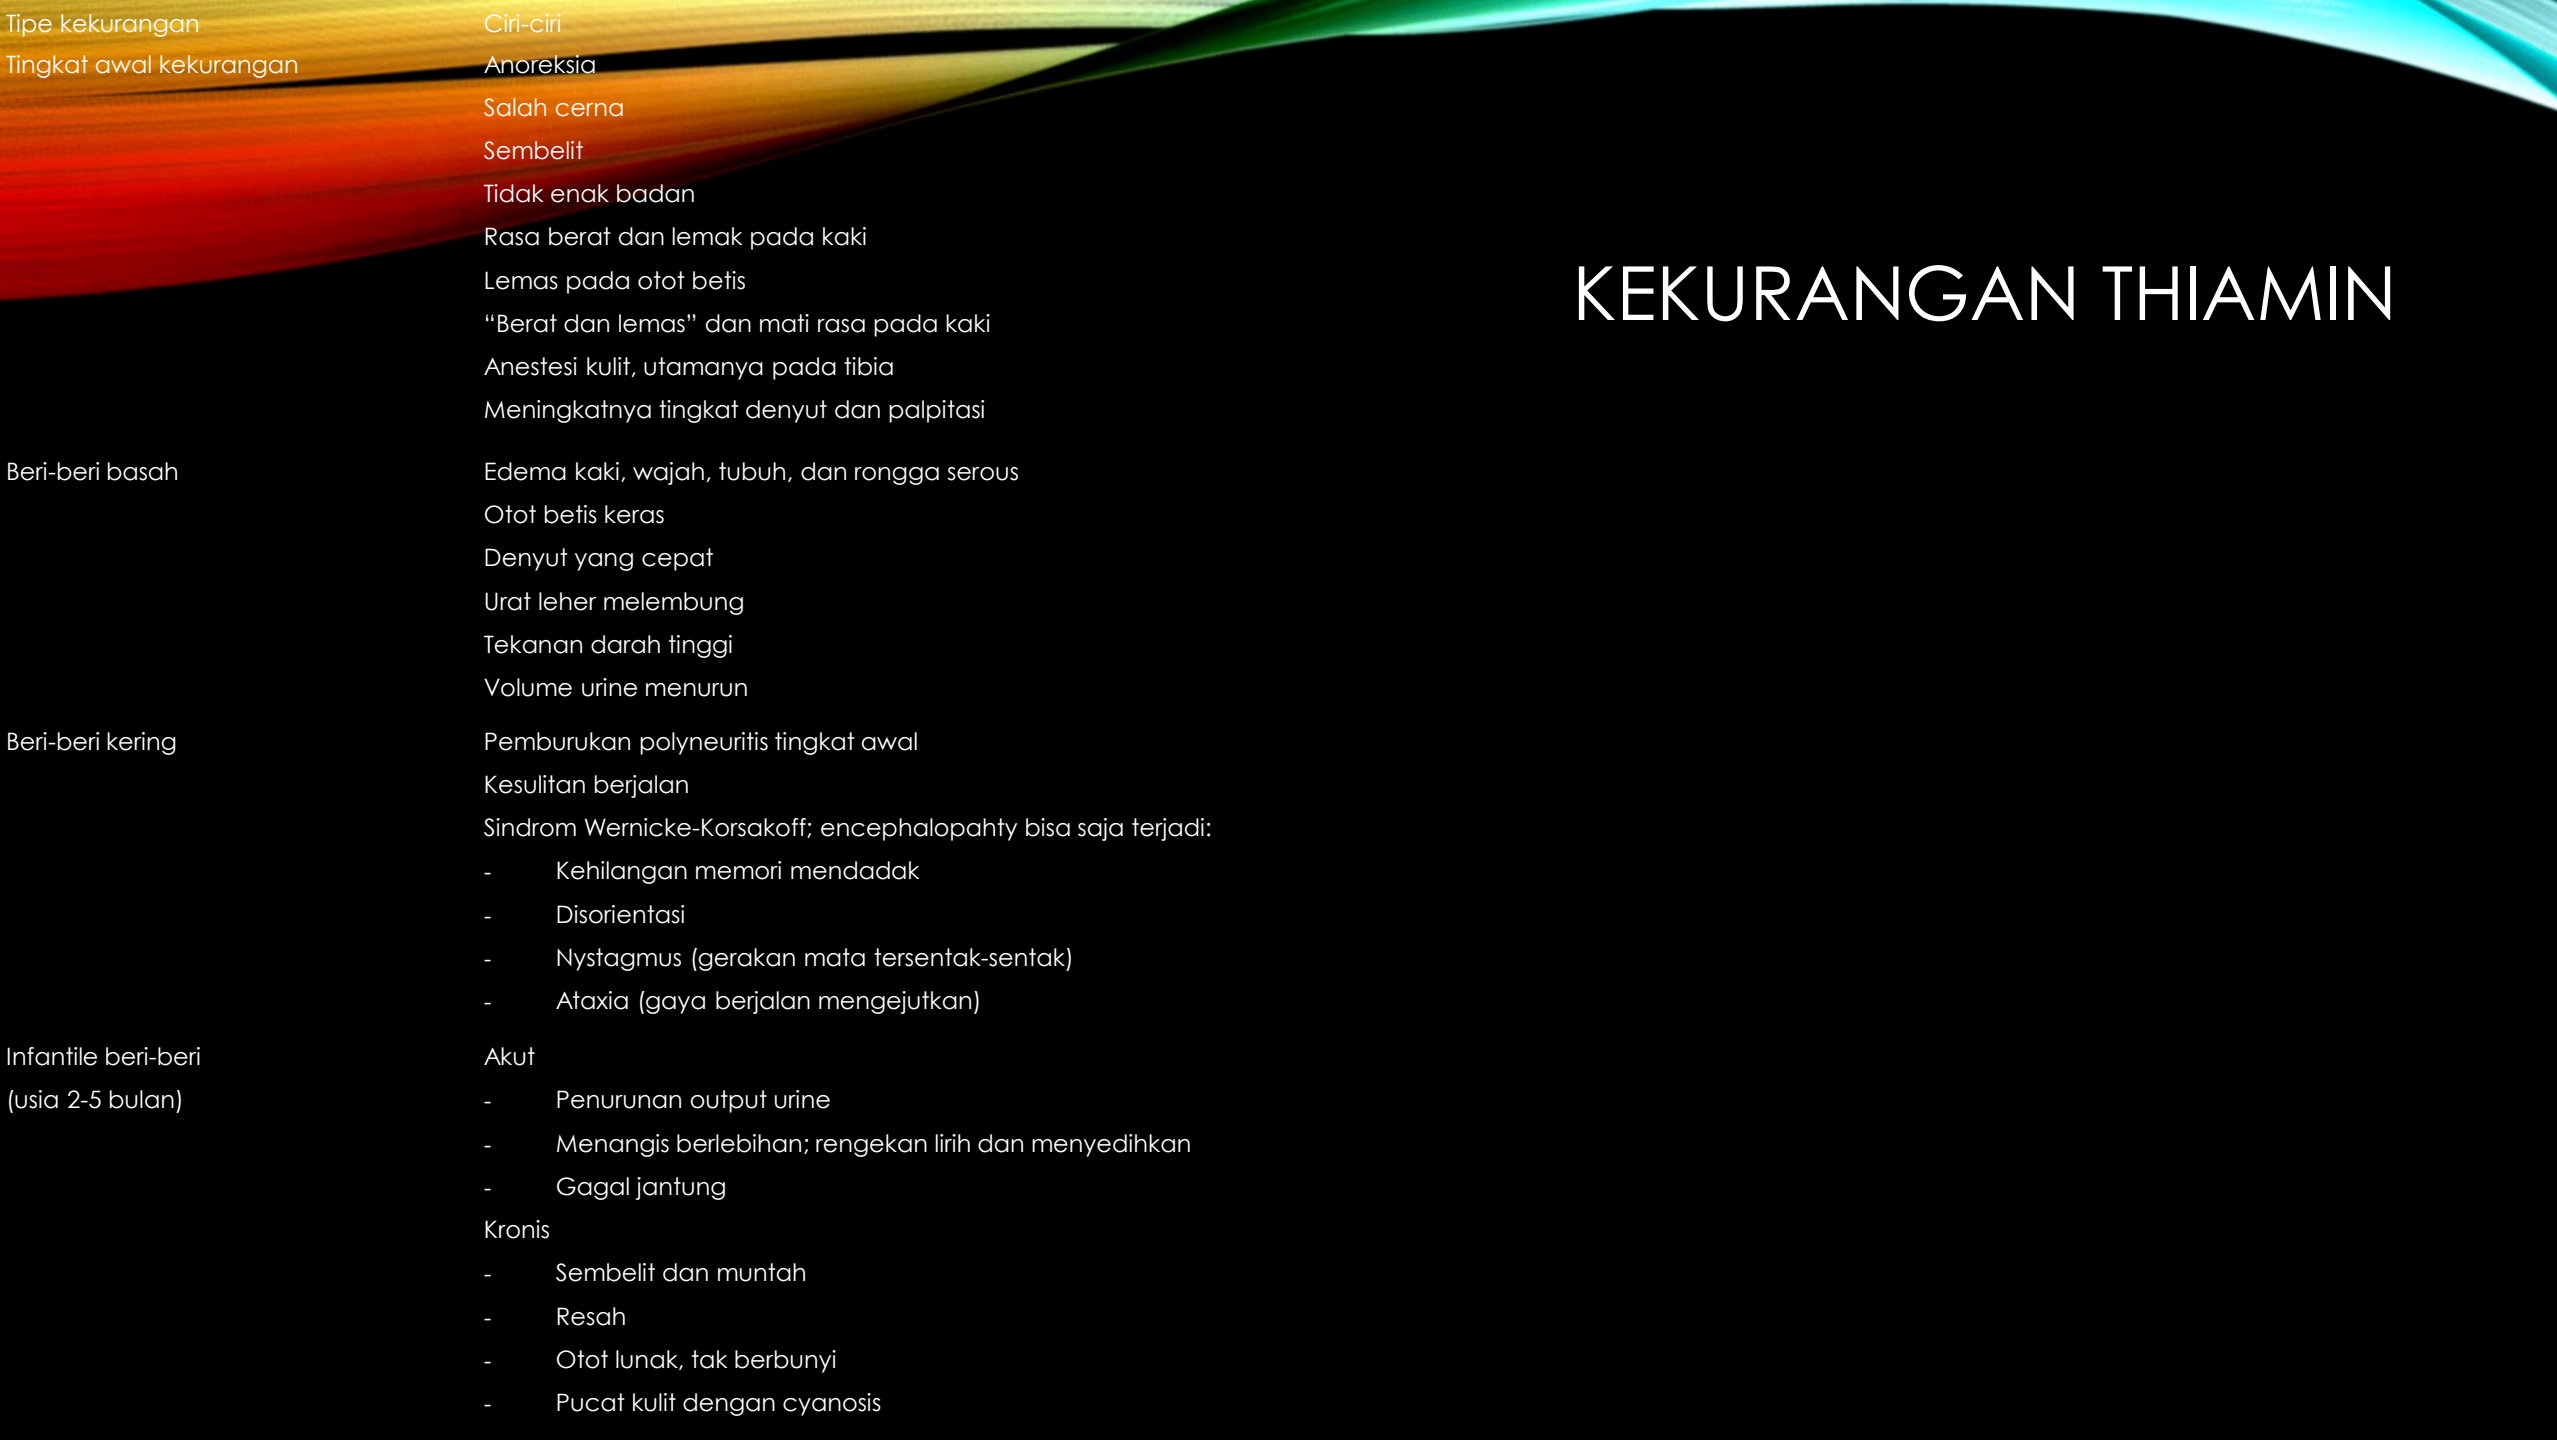 Tipe kekurangan Ciri-ciri
Tingkat awal kekurangan Anoreksia
Salah cerna
Sembelit
Tidak enak badan
Rasa berat dan lemak pada kaki
Lemas pada otot betis
“Berat dan lemas” dan mati rasa pada kaki
Anestesi kulit, utamanya pada tibia
Meningkatnya tingkat denyut dan palpitasi
KEKURANGAN THIAMIN
Beri-beri basah Edema kaki, wajah, tubuh, dan rongga serous
Otot betis keras
Denyut yang cepat
Urat leher melembung
Tekanan darah tinggi
Volume urine menurun
Beri-beri kering Pemburukan polyneuritis tingkat awal
Kesulitan berjalan
Sindrom Wernicke-Korsakoff; encephalopahty bisa saja terjadi:
- Kehilangan memori mendadak
- Disorientasi
- Nystagmus (gerakan mata tersentak-sentak)
- Ataxia (gaya berjalan mengejutkan)
Infantile beri-beri Akut
(usia 2-5 bulan) - Penurunan output urine
- Menangis berlebihan; rengekan lirih dan menyedihkan
- Gagal jantung
Kronis
- Sembelit dan muntah
- Resah
- Otot lunak, tak berbunyi
- Pucat kulit dengan cyanosis